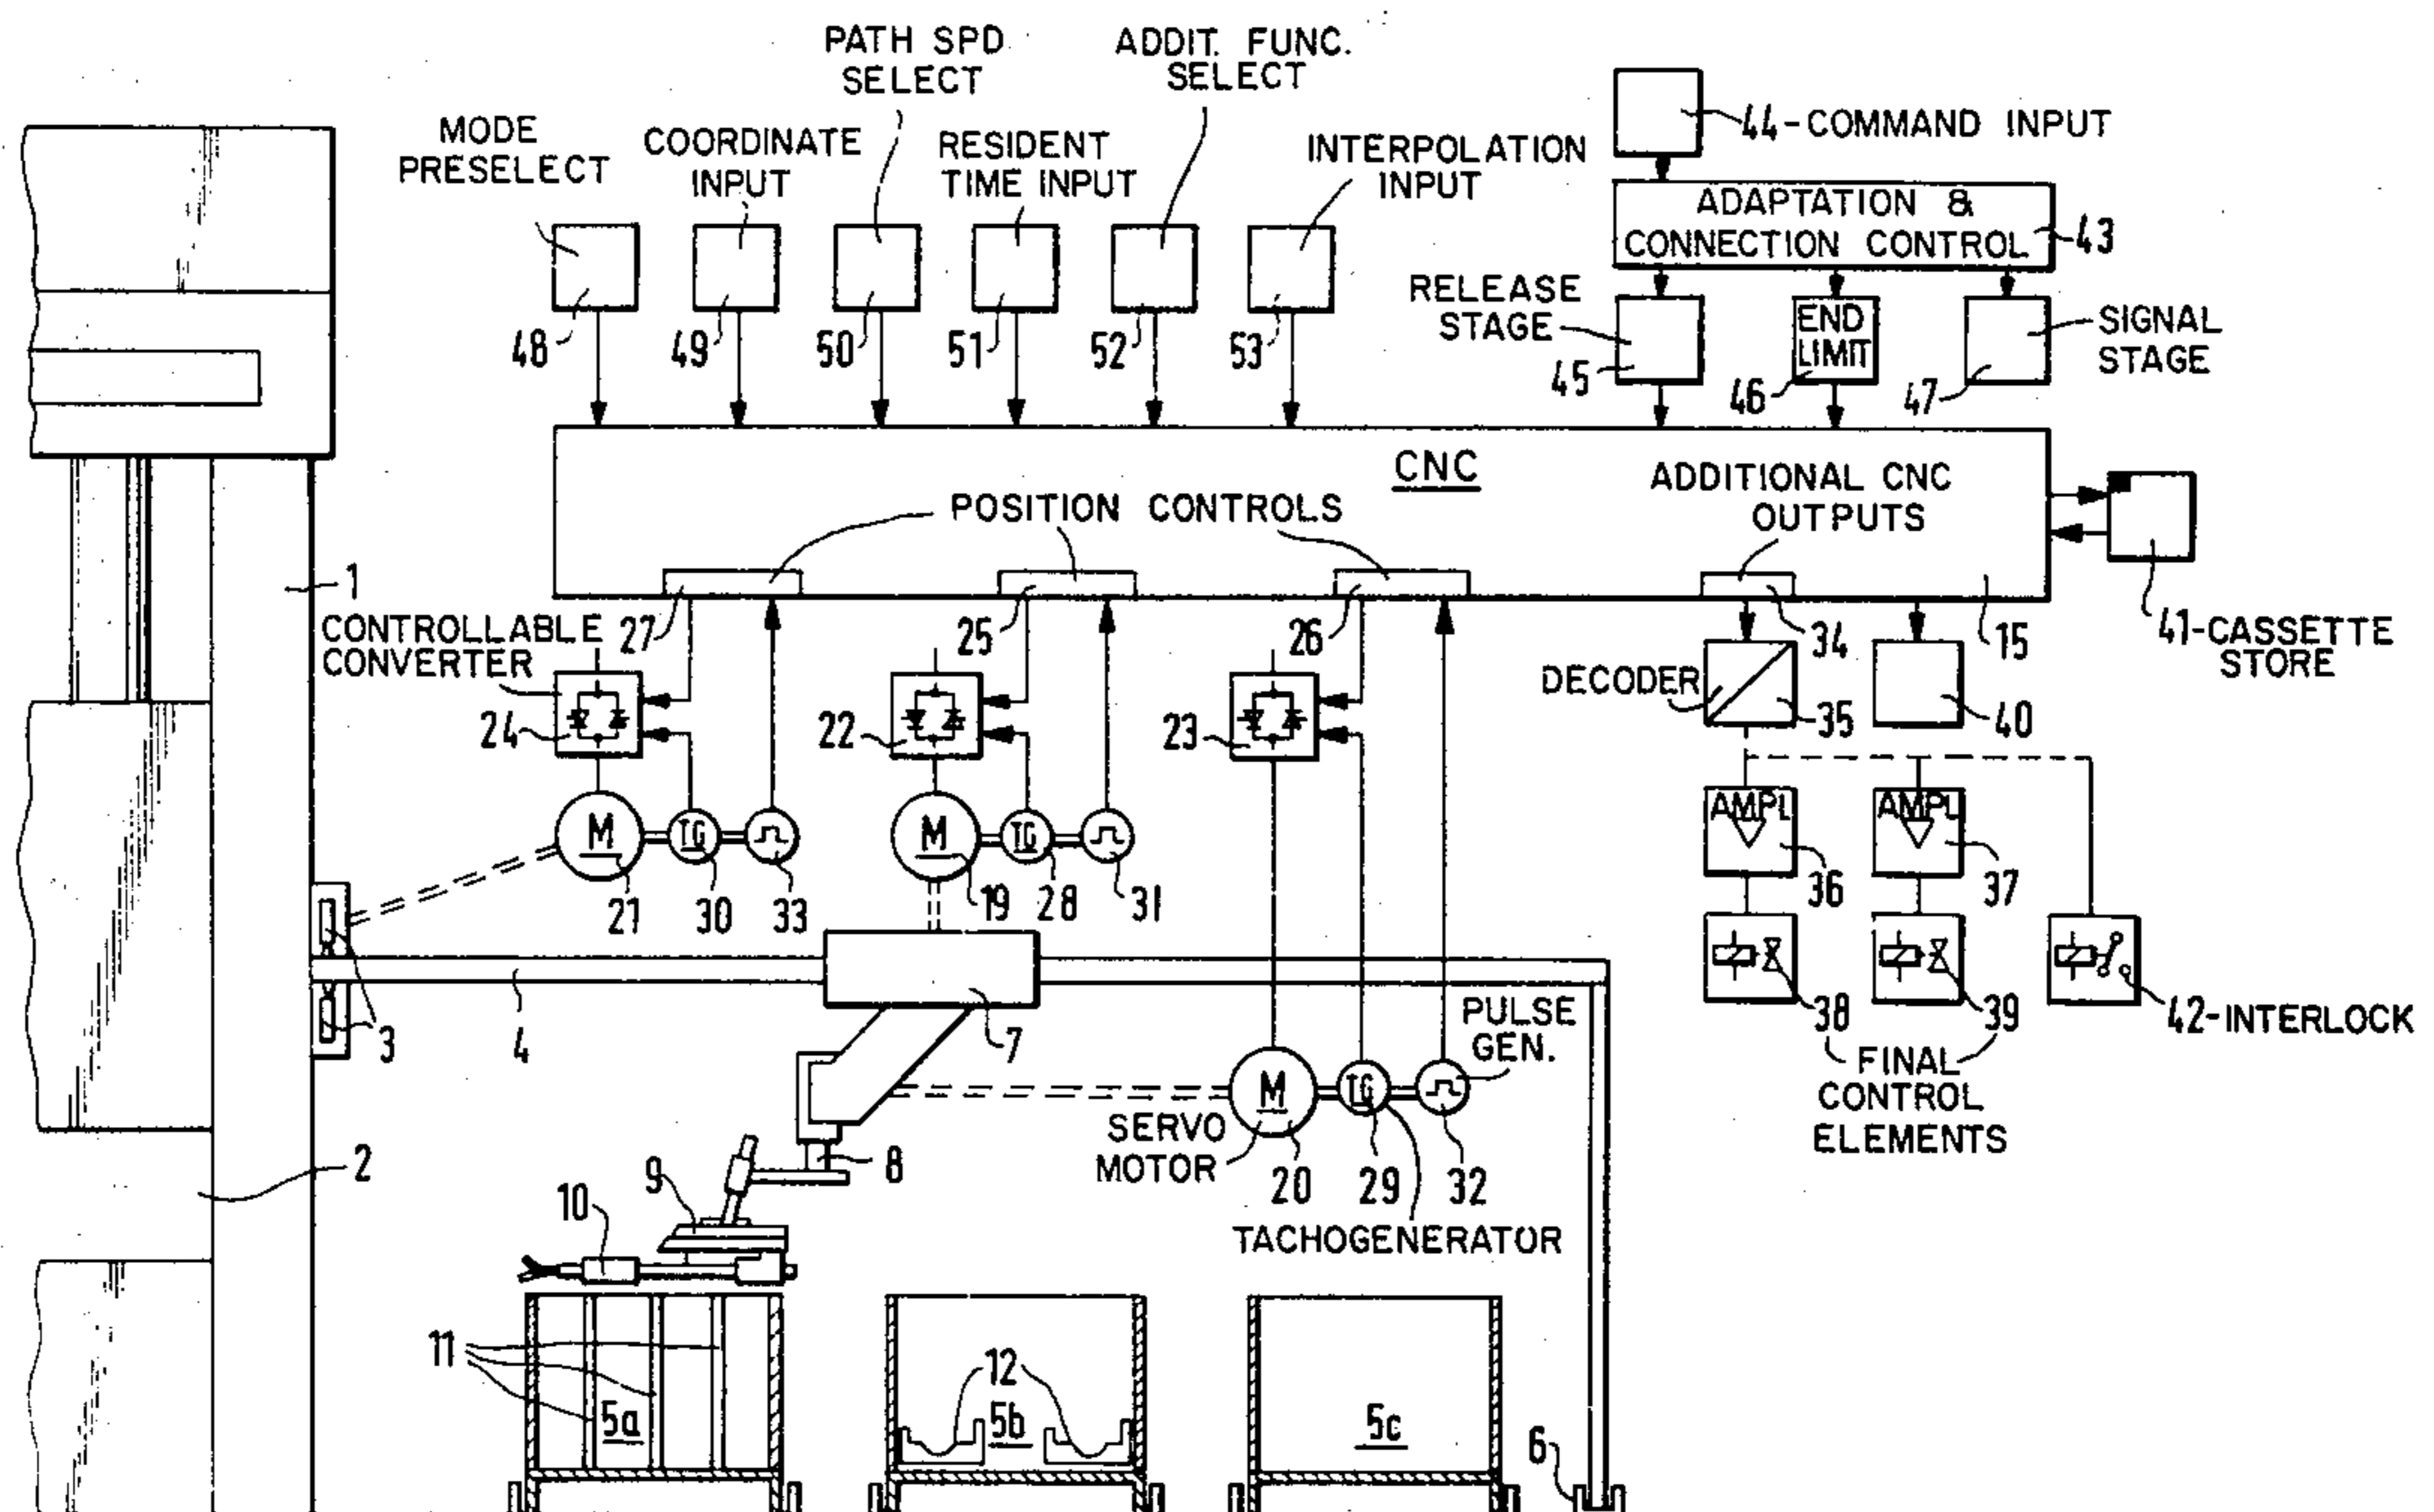 PATH SPD
SELECT
ADDIT. FUNC.
SELECT
MODE
PRESELECT
COORDINATE
INPUT
RESIDENT
TIME INPUT
INTERPOLATION
INPUT
44-COMMAND INPUT
ADAPTATION &
CONNECTION CONTROL
43
RELEASE
STAGE
END
LIMIT
SIGNAL
STAGE
48
49
50
51
52
53
45
46
47
CNC
POSITION CONTROLS
ADDITIONAL CNC
OUTPUTS
1
27
25
26
34
15
41-CASSETTE
STORE
CONTROLLABLE
CONVERTER
DECODER
24
22
23
35
40
M
TG
M
TG
AMPL
AMPL
21
30
33
19
28
31
36
37
3
4
7
PULSE
GEN.
38
39
42-INTERLOCK
FINAL
CONTROL
ELEMENTS
M
TG
SERVO
MOTOR
20
29
32
TACHOGENERATOR
2
8
9
10
11
12
5a
5b
5c
6